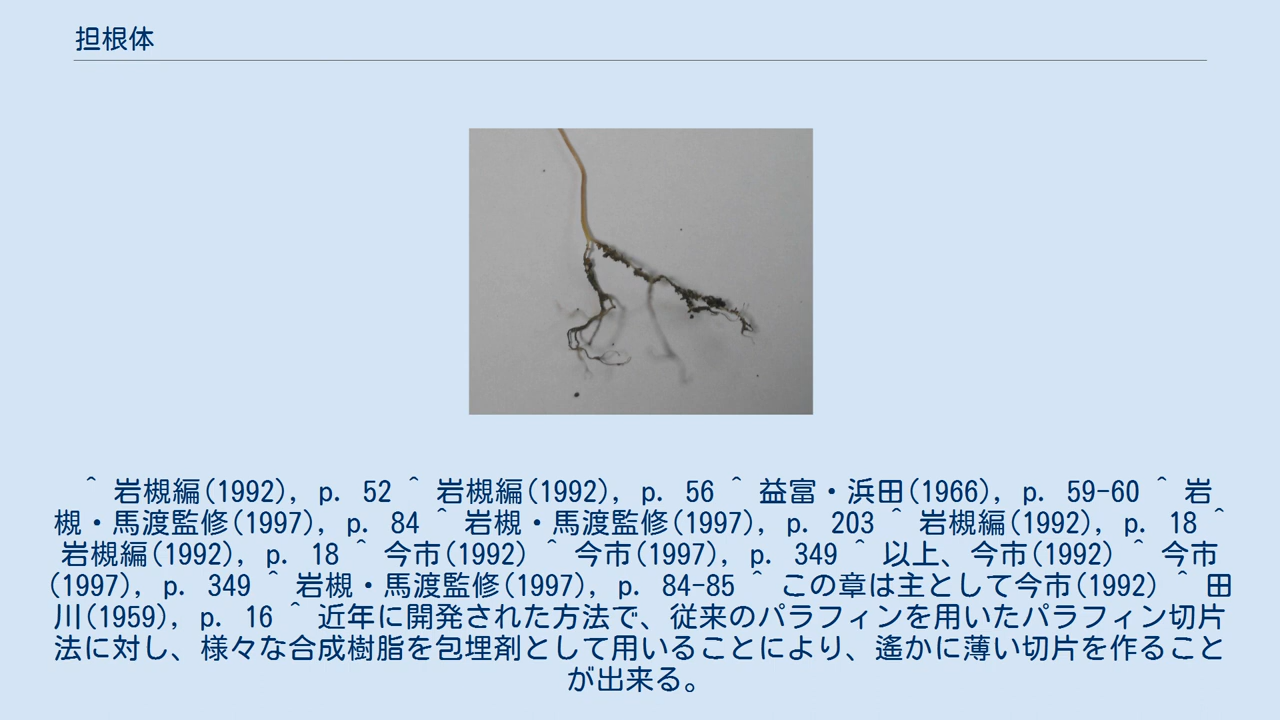 担根体
^ 岩槻編(1992), p. 52 ^ 岩槻編(1992), p. 56 ^ 益富・浜田(1966), p. 59-60 ^ 岩
槻・馬渡監修(1997), p. 84 ^ 岩槻・馬渡監修(1997), p. 203 ^ 岩槻編(1992), p. 18 ^
岩槻編(1992), p. 18 ^ 今市(1992) ^ 今市(1997), p. 349 ^ 以上、今市(1992) ^ 今市
(1997), p. 349 ^ 岩槻・馬渡監修(1997), p. 84-85 ^ この章は主として今市(1992) ^ 田
川(1959), p. 16 ^ 近年に開発された方法で、従来のパラフィンを用いたパラフィン切片
法に対し、様々な合成樹脂を包埋剤として用いることにより、遙かに薄い切片を作ること
が出来る。